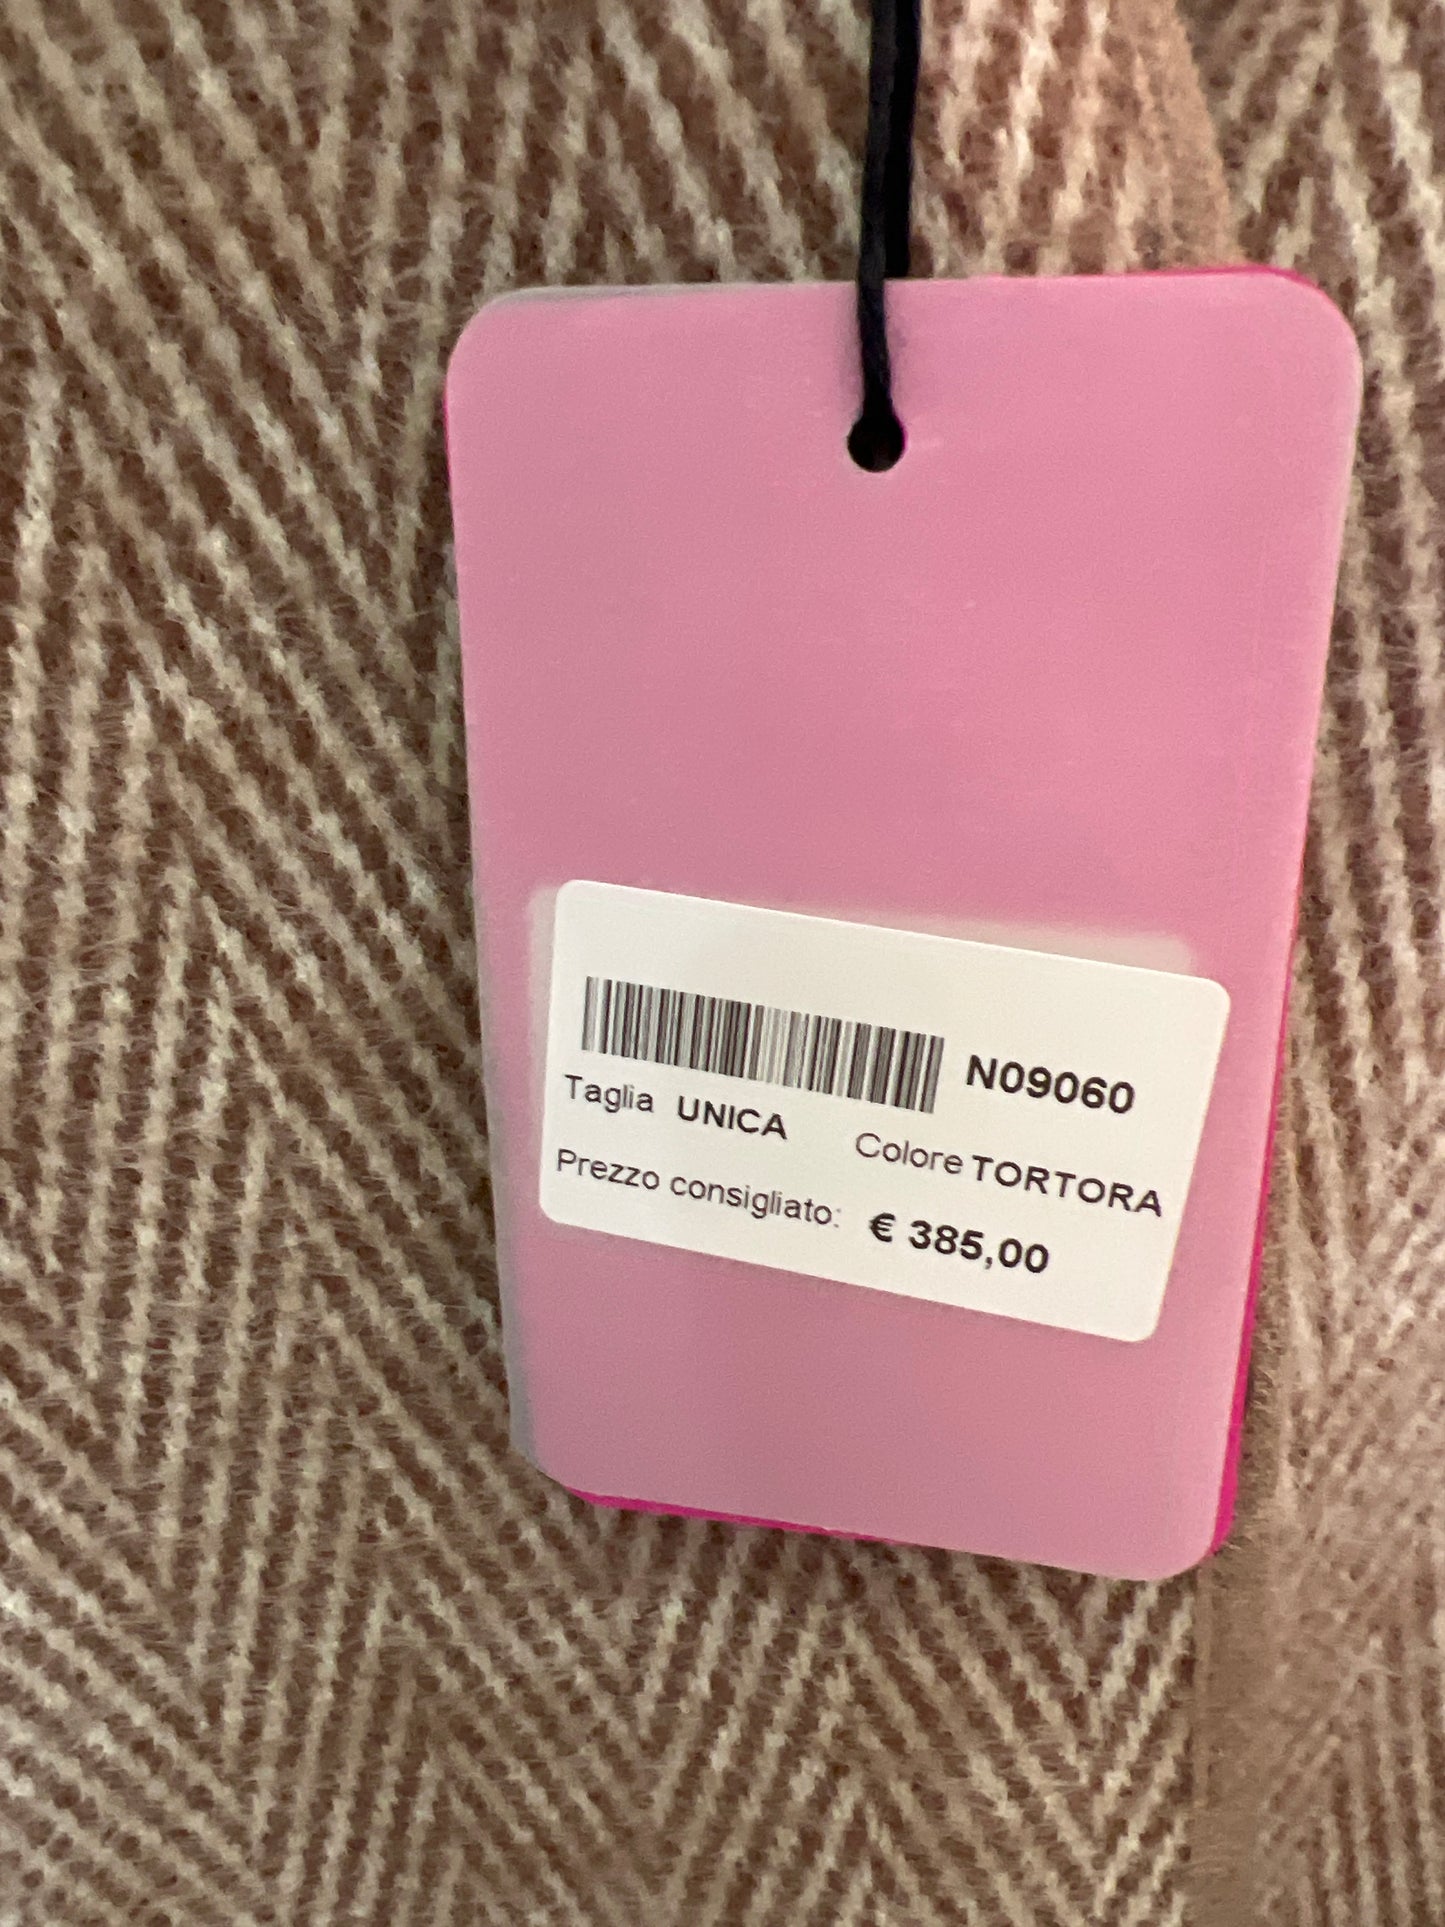 N09060
Taglia UNICA Colore TORTORA
Prezzo consigliato: € 385,00